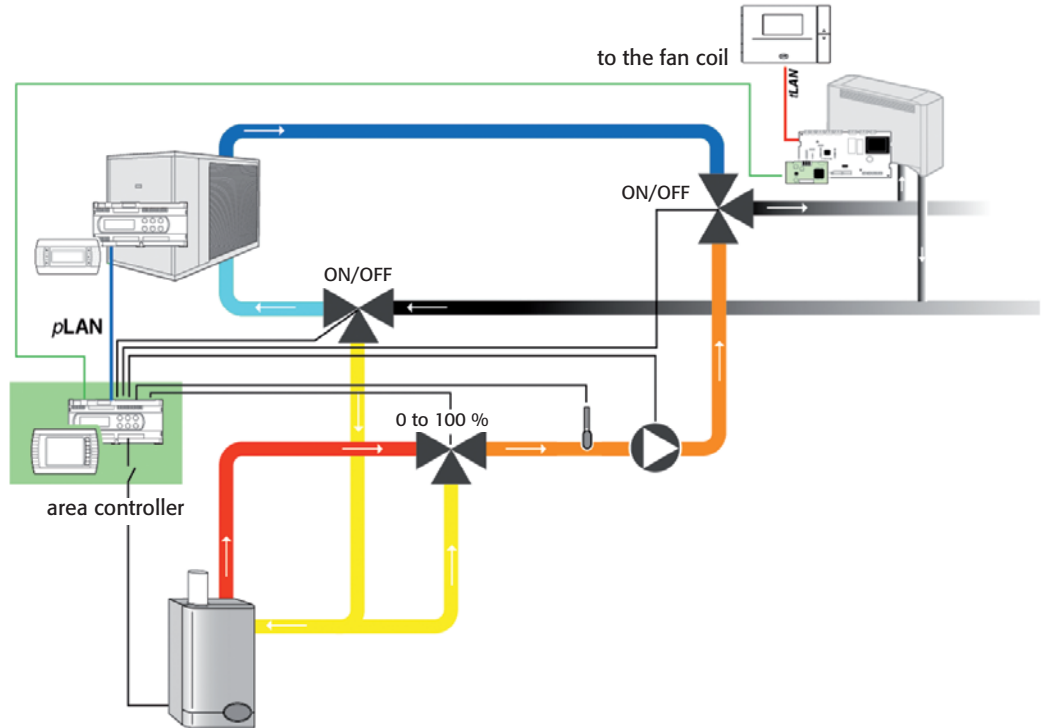 to the fan coil
tLAN
ON/OFF
ON/OFF
pLAN
0 to 100 %
area controller